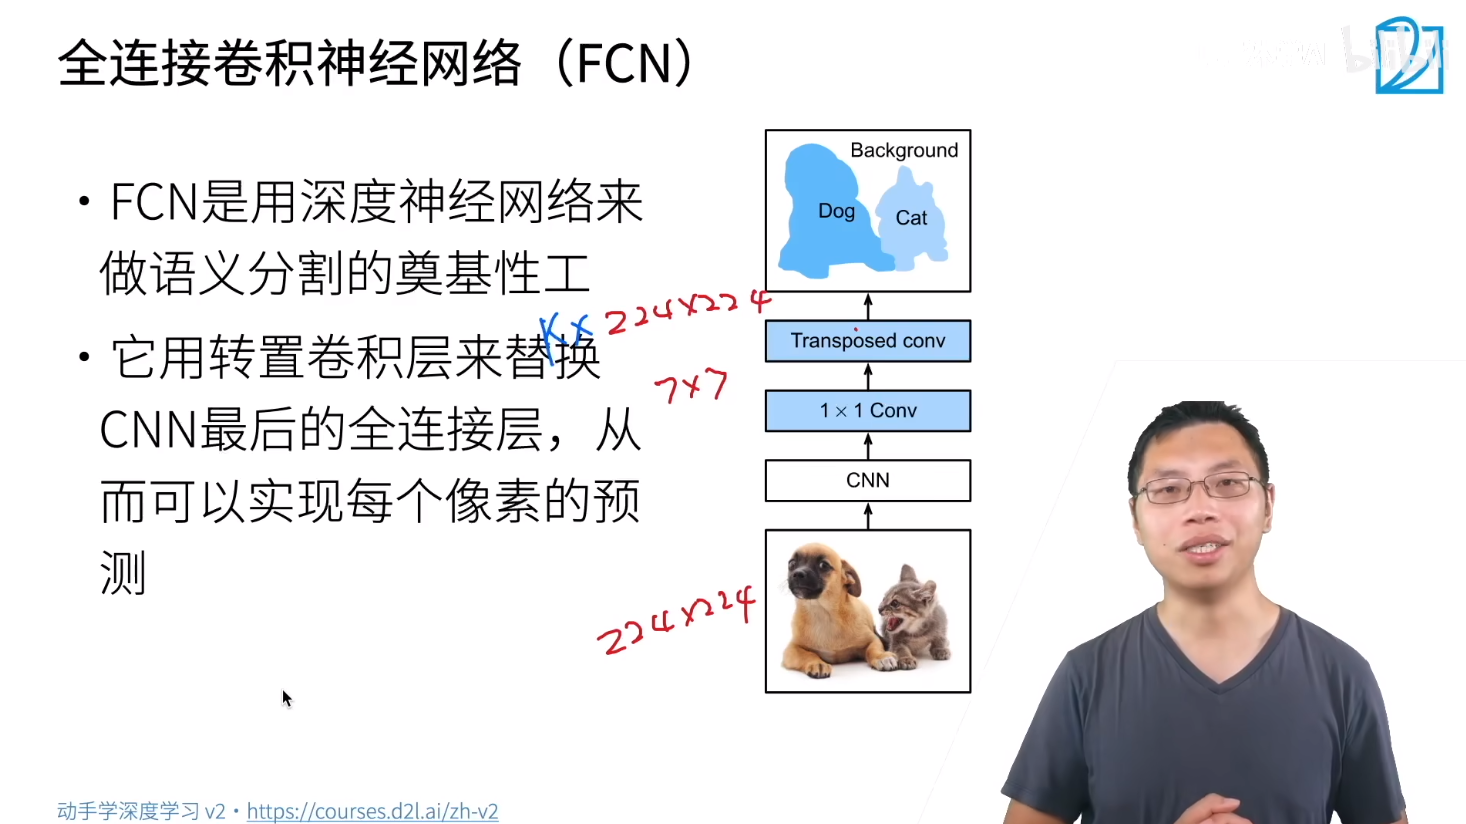 全连接卷积神经网络（FCN）
bilibili
• FCN是用深度神经网络来
做语义分割的奠基性工
• 它用转置卷积层来替换
CNN最后的全连接层，从
而可以实现每个像素的预
测
Background
Dog
Cat
K× 224×224
Transposed conv
7×7
1 × 1 Conv
CNN
224×224
动手学深度学习 v2 • https://courses.d2l.ai/zh-v2